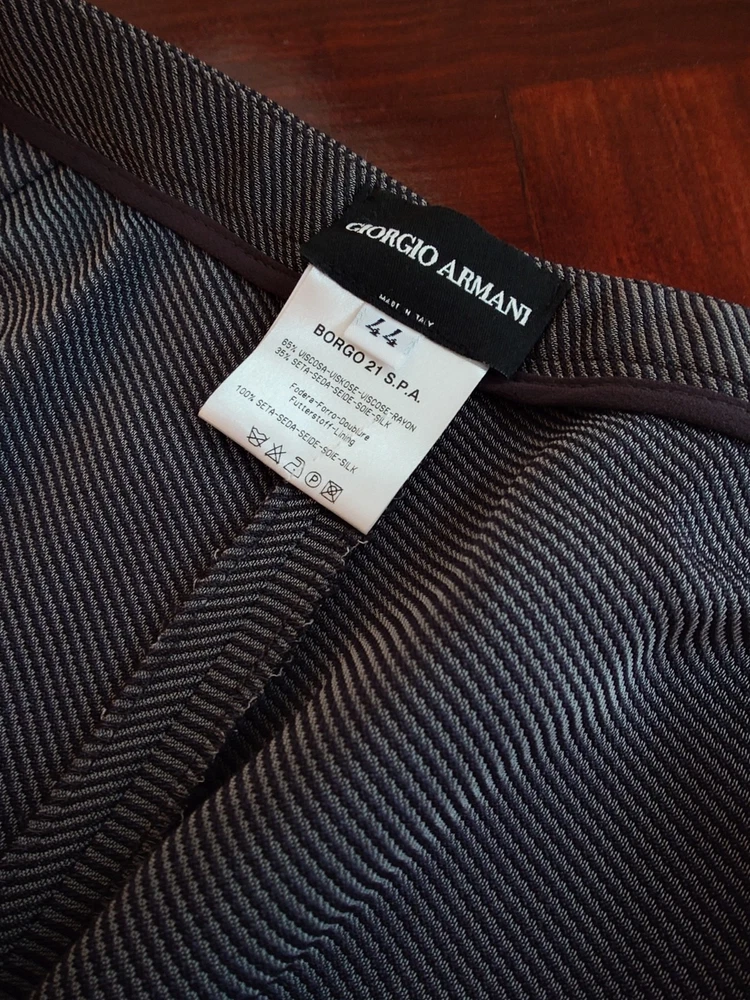 GIORGIO ARMANI
MADE IN ITALY
44
BORGO 21 S.P.A.
65% VISCOSA-VISKOSE-VISCOSE-RAYON
35% SETA-SEDA-SEIDE-SOIE-SILK
Fodera-Forro-Doublure
Futterstoff-Lining
100% SETA-SEDA-SEIDE-SOIE-SILK
P